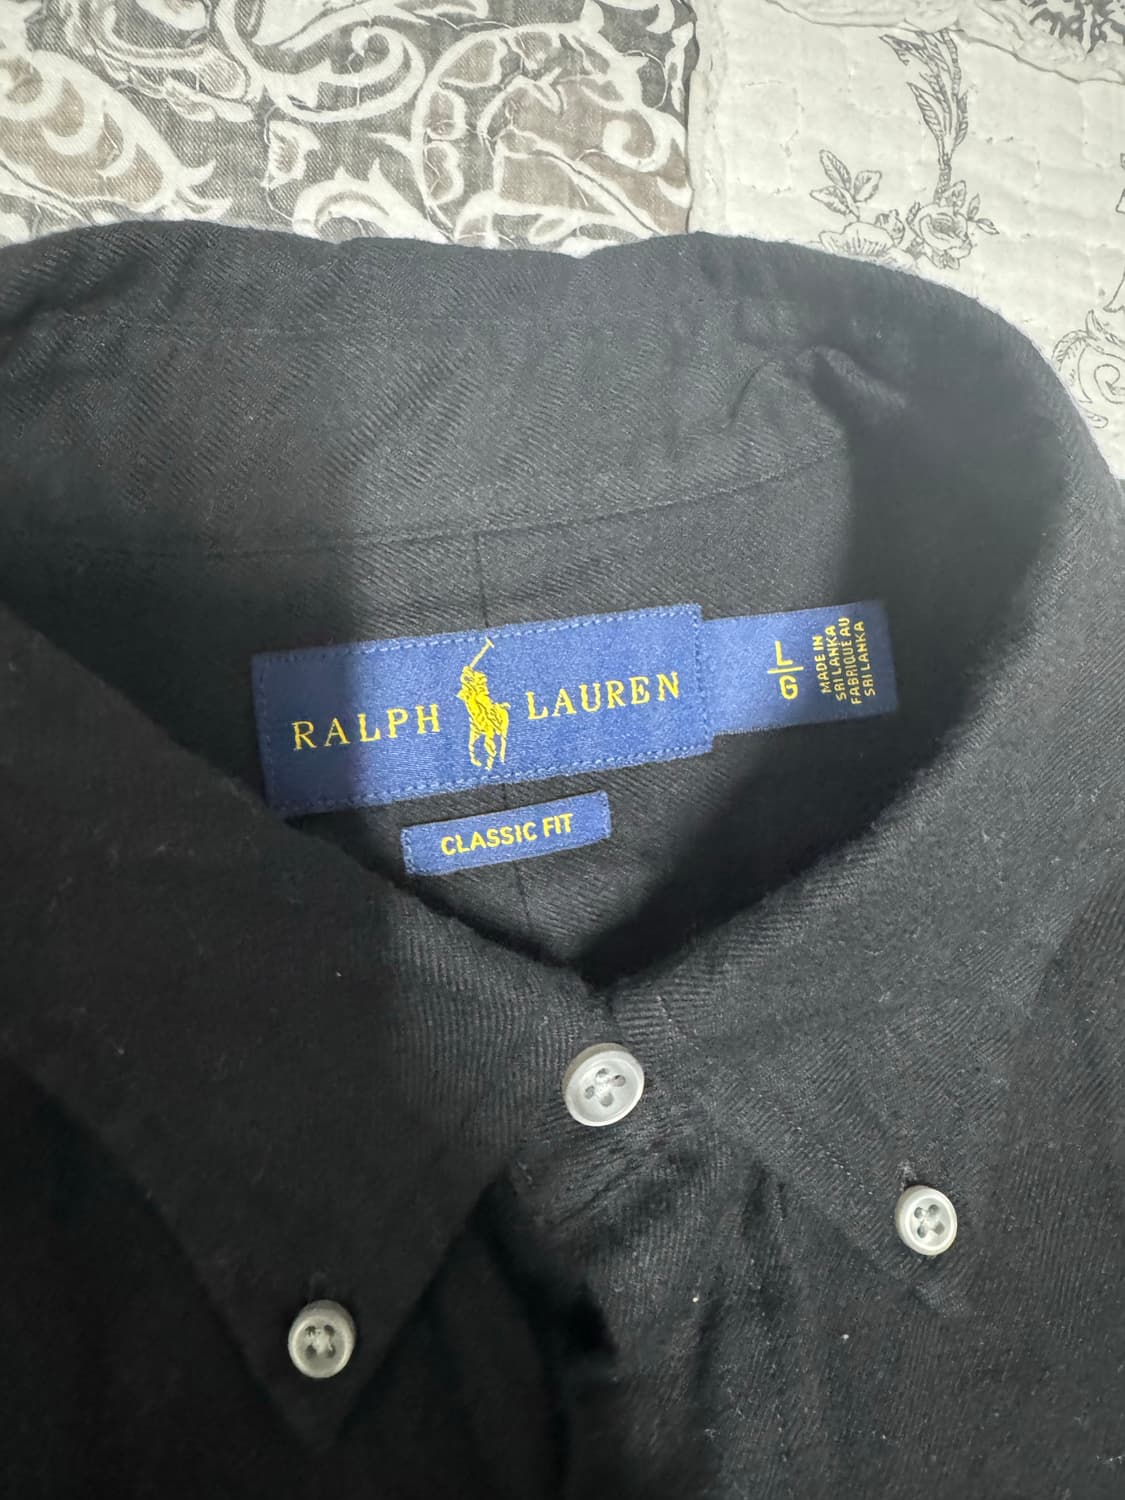 RALPH LAUREN
L
G
MADE IN
SRI LANKA
FABRIQUE AU
SRI LANKA
CLASSIC FIT